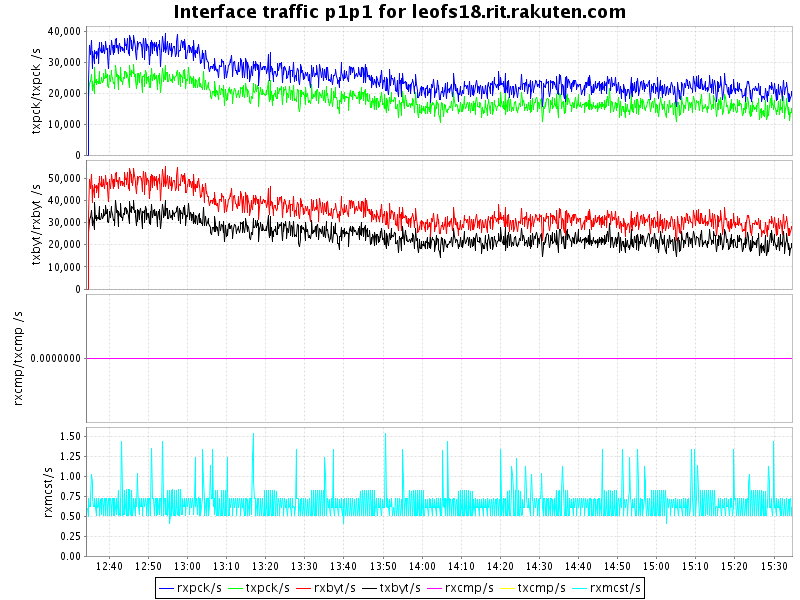 Interface traffic p1p1 for leofs18.rit.rakuten.com
txpck/txpck /s
40,000
30,000
20,000
10,000
0
txbyt/rxbyt /s
50,000
40,000
30,000
20,000
10,000
0
rxcmp/txcmp /s
0.0000000
rxmcst/s
1.50
1.25
1.00
0.75
0.50
0.25
0.00
12:40 12:50 13:00 13:10 13:20 13:30 13:40 13:50 14:00 14:10 14:20 14:30 14:40 14:50 15:00 15:10 15:20 15:30
rxpck/s txpck/s rxbyt/s txbyt/s rxcmp/s txcmp/s rxmcst/s